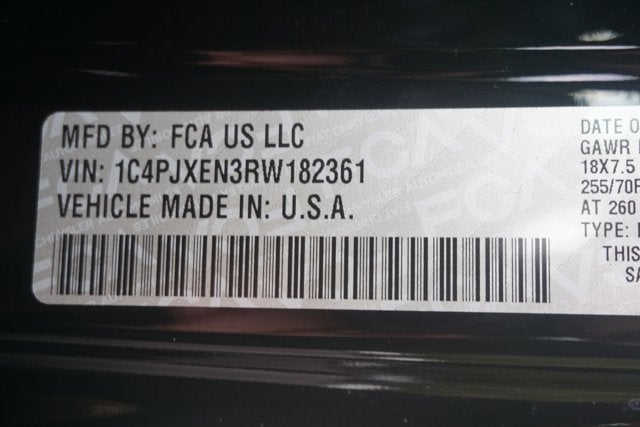 MFD BY: FCA US LLC
VIN: 1C4PJXEN3RW182361
VEHICLE MADE IN: U.S.A.
DATE O
GAWR
18X7.5
255/70R
AT 260
TYPE:
THIS
SA